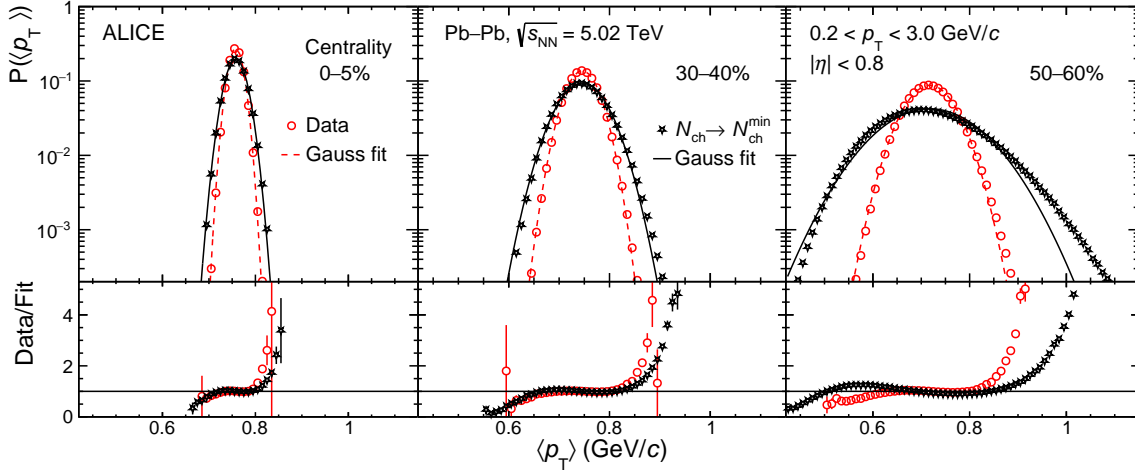 P(⟨p_T⟩)
1
10⁻¹
10⁻²
10⁻³
ALICE
Centrality
0–5%
Data
Gauss fit
Pb–Pb, √s_NN = 5.02 TeV
30–40%
N_ch → N_ch^min
Gauss fit
0.2 < p_T < 3.0 GeV/c
|η| < 0.8
50–60%
Data/Fit
4
2
0
0.6 0.8 1 0.6 0.8 1 0.6 0.8 1
⟨p_T⟩ (GeV/c)